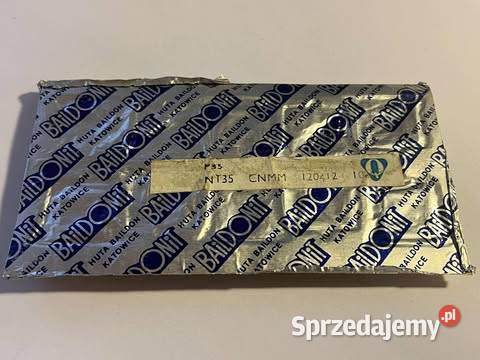 BAiLDONiT
HUTA BAILDON
KATOWICE
P35
NT35 CNMM 120412 10
Q
Sprzedajemy.pl